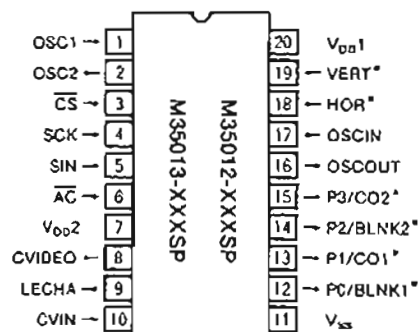 OSC1 → 1
OSC2 ← 2
C̅S̅ → 3
SCK → 4
SIN → 5
A̅C̅ → 6
VDD2 7
CVIDEO ← 8
LECHA → 9
CVIN → 10
M35013-XXXSP
M35012-XXXSP
20 VDD1
19 ← VERT*
18 ← HOR*
17 ← OSCIN
16 → OSCOUT
15 → P3/CO2*
14 → P2/BLNK2*
13 → P1/CO1*
12 → P0/BLNK1*
11 VSS